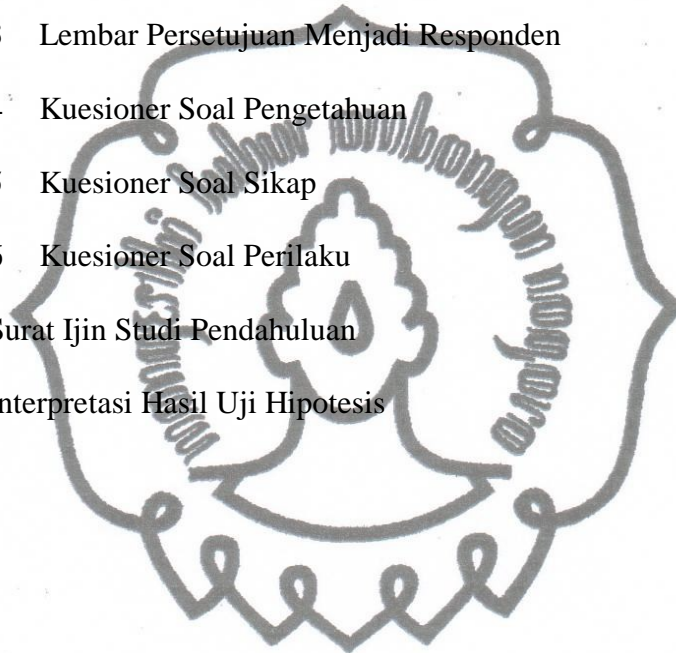 Lembar Persetujuan Menjadi Responden
Kuesioner Soal Pengetahuan
Kuesioner Soal Sikap
Kuesioner Soal Perilaku
Surat Ijin Studi Pendahuluan
Interpretasi Hasil Uji Hipotesis